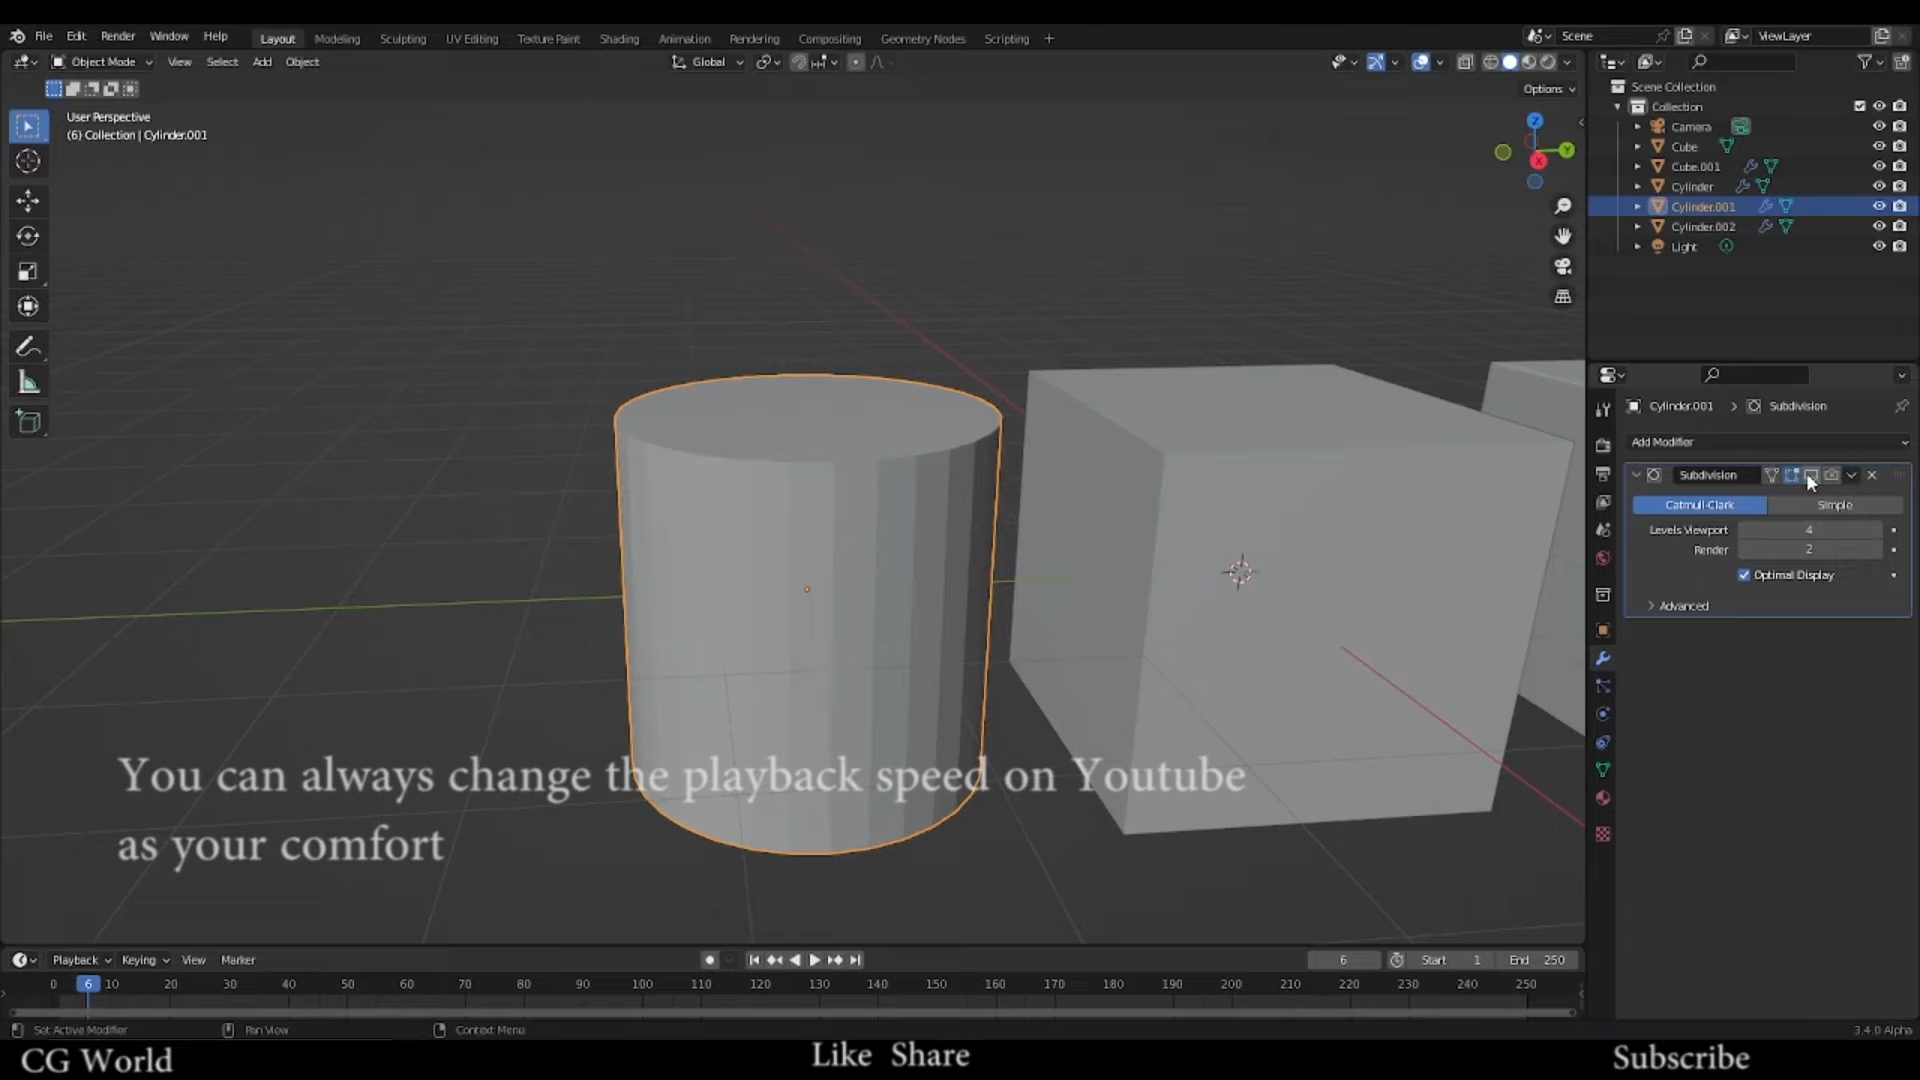 File Edit Render Window Help Layout Modeling Sculpting UV Editing Texture Paint Shading Animation Rendering Compositing Geometry Nodes Scripting + Scene ViewLayer
Object Mode View Select Add Object Global
Options
User Perspective
(6) Collection | Cylinder.001
Z
Y
X
Scene Collection
Collection
Camera
Cube
Cube.001
Cylinder
Cylinder.001
Cylinder.002
Light
Cylinder.001 > Subdivision
Add Modifier
Subdivision
Catmull-Clark Simple
Levels Viewport 4
Render 2
Optimal Display
Advanced
You can always change the playback speed on Youtube
as your comfort
Playback Keying View Marker 6 Start 1 End 250
0 6 10 20 30 40 50 60 70 80 90 100 110 120 130 140 150 160 170 180 190 200 210 220 230 240 250
Set Active Modifier Pan View Context Menu 3.4.0 Alpha
CG World Like Share Subscribe